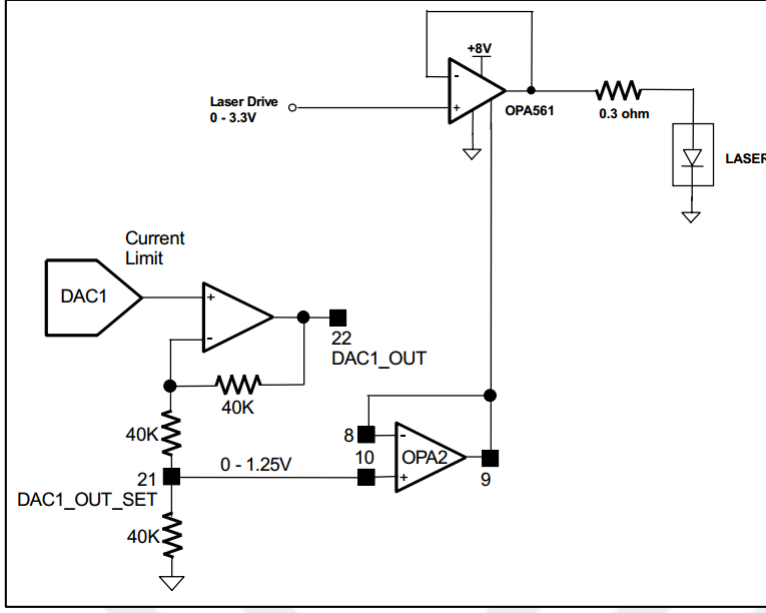 +8V
-
+
OPA561
Laser Drive
0 - 3.3V
0.3 ohm
LASER
Current
Limit
DAC1
+
-
22
DAC1_OUT
40K
40K
8
-
OPA2
10
+
9
0 - 1.25V
21
DAC1_OUT_SET
40K